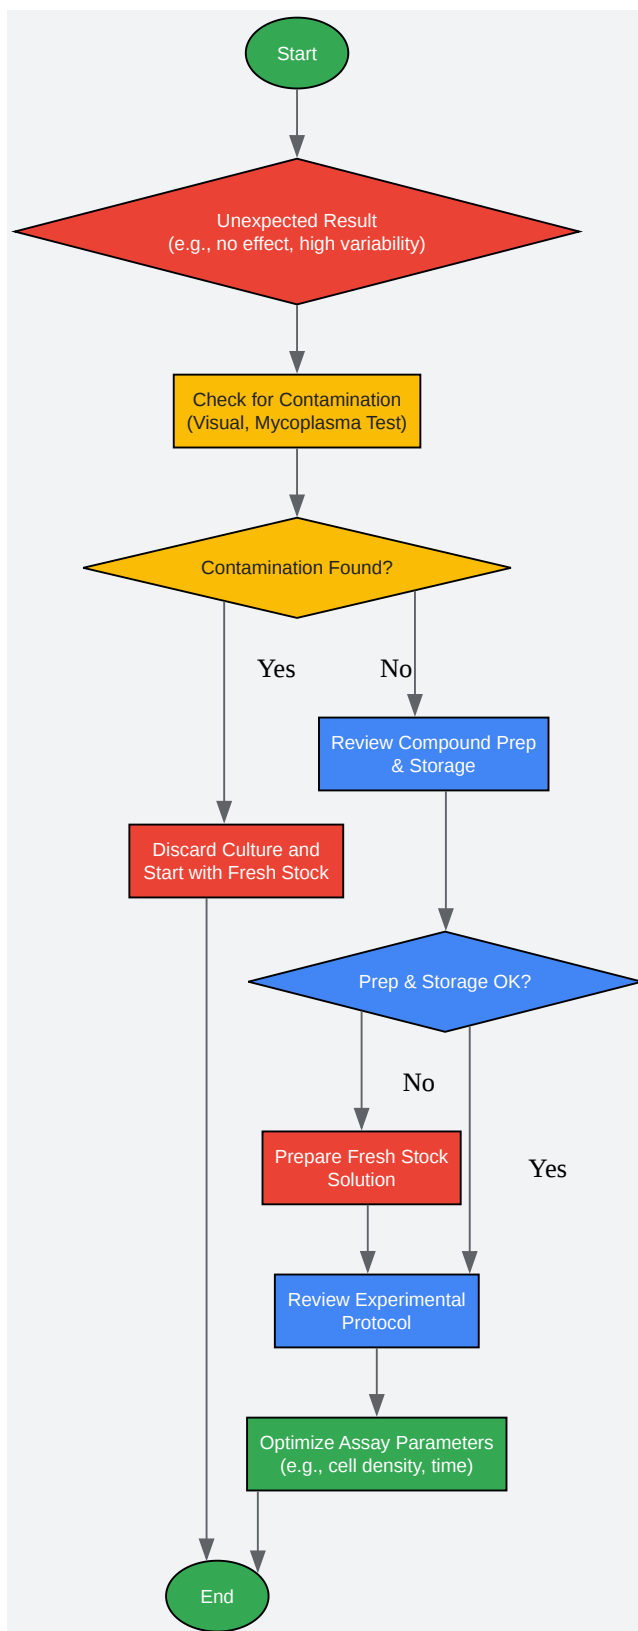 Start
Unexpected Result
(e.g., no effect, high variability)
Check for Contamination
(Visual, Mycoplasma Test)
Contamination Found?
Yes
No
Review Compound Prep
& Storage
Discard Culture and
Start with Fresh Stock
Prep & Storage OK?
No
Prepare Fresh Stock
Solution
Yes
Review Experimental
Protocol
Optimize Assay Parameters
(e.g., cell density, time)
End